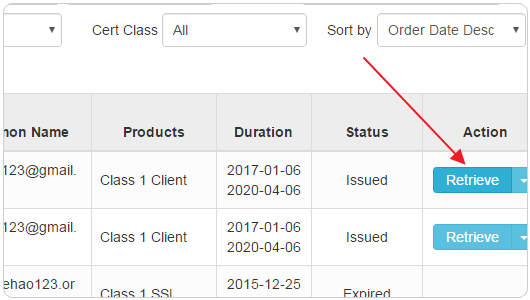 Cert Class All Sort by Order Date Desc
non Name Products Duration Status Action
123@gmail. Class 1 Client 2017-01-06 Issued Retrieve
2020-04-06
123@gmail. Class 1 Client 2017-01-06 Issued Retrieve
2020-04-06
ehao123.or Class 1 SSL 2015-12-25 Expired